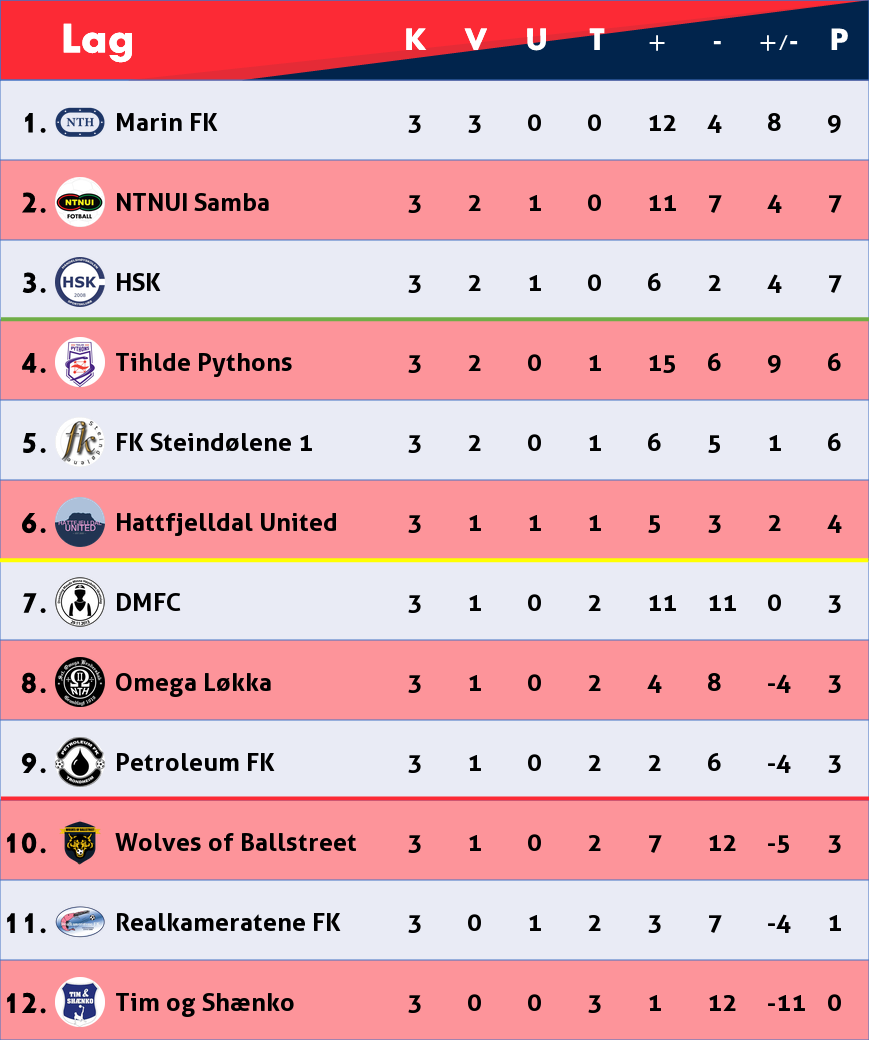 Lag K V U T + - +/- P
1. NTH Marin FK 3 3 0 0 12 4 8 9
2. NTNUI FOTBALL NTNUI Samba 3 2 1 0 11 7 4 7
3. HSK 2008 HSK 3 2 1 0 6 2 4 7
4. PYTHONS Tihlde Pythons 3 2 0 1 15 6 9 6
5. fk Steindølene FK Steindølene 1 3 2 0 1 6 5 1 6
6. HATTFJELLDAL UNITED Hattfjelldal United 3 1 1 1 5 3 2 4
7. DMFC 3 1 0 2 11 11 0 3
8. Ω NTH Omega Løkka 3 1 0 2 4 8 -4 3
9. PETROLEUM FK TRONDHEIM Petroleum FK 3 1 0 2 2 6 -4 3
10. WOLVES OF BALLSTREET Wolves of Ballstreet 3 1 0 2 7 12 -5 3
11. Realkameratene FK 3 0 1 2 3 7 -4 1
12. TIM & SHÆNKO Tim og Shænko 3 0 0 3 1 12 -11 0